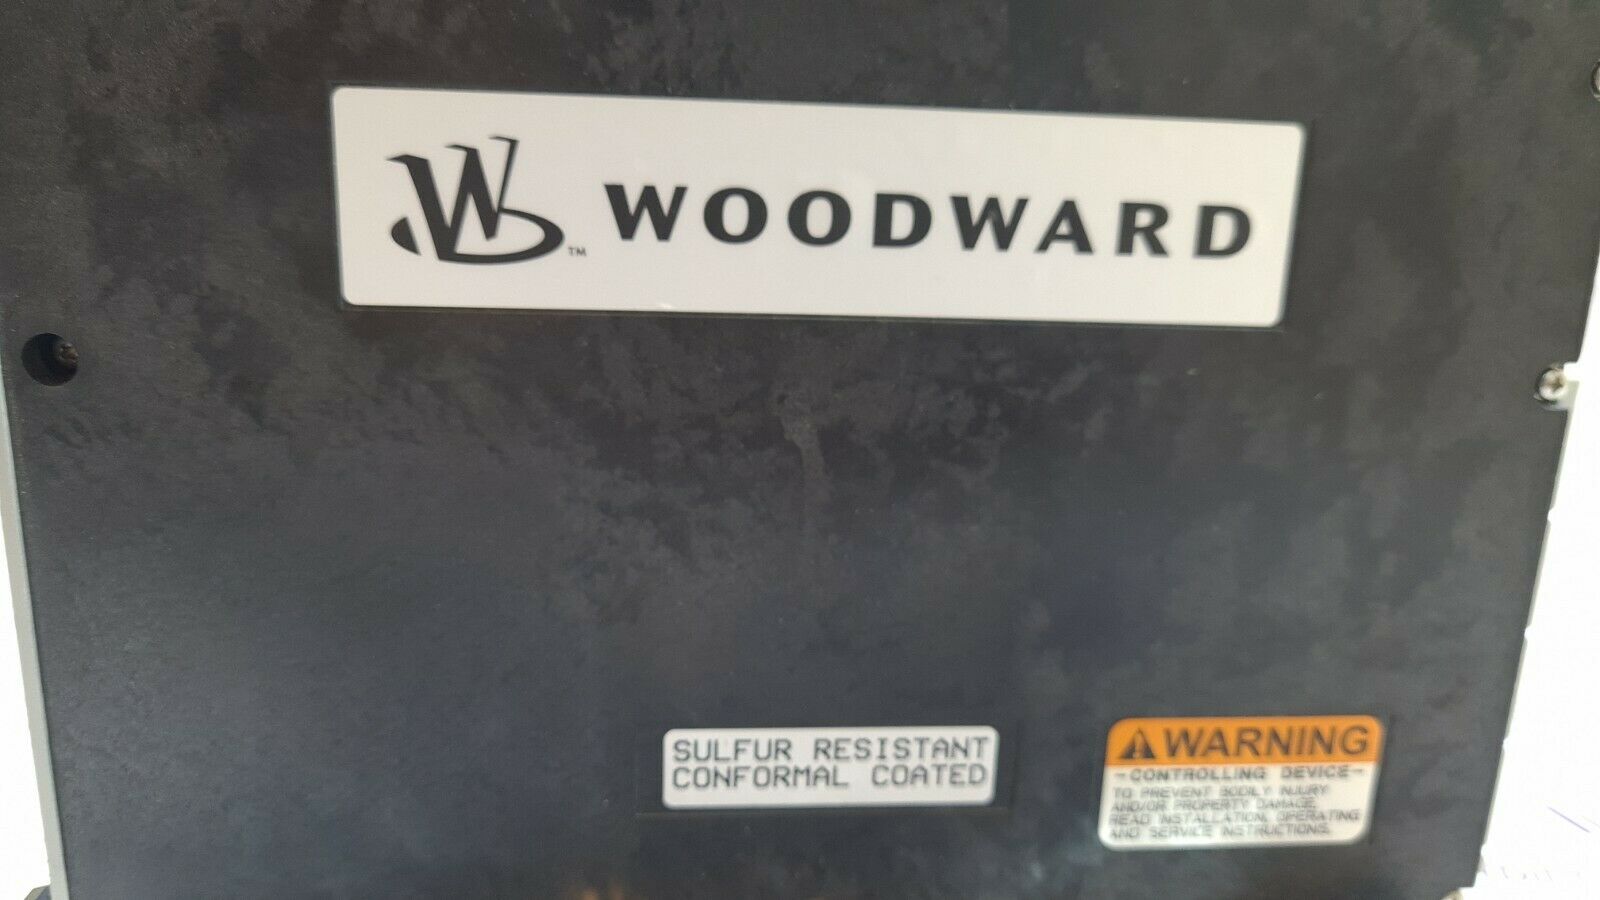 W™ WOODWARD
SULFUR RESISTANT
CONFORMAL COATED
WARNING
-CONTROLLING DEVICE-
TO PREVENT BODILY INJURY
AND/OR PROPERTY DAMAGE,
READ INSTALLATION, OPERATING
AND SERVICE INSTRUCTIONS.